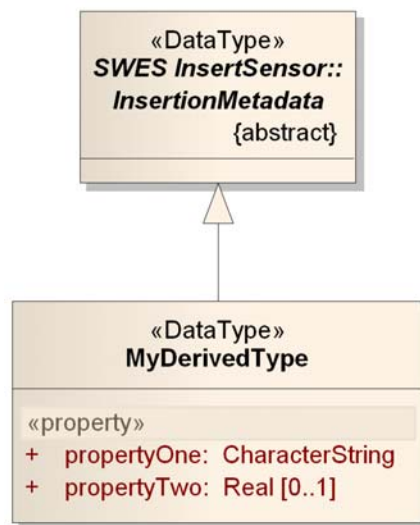 «DataType»
SWES InsertSensor::
InsertionMetadata
{abstract}
«DataType»
MyDerivedType
«property»
+ propertyOne: CharacterString
+ propertyTwo: Real [0..1]